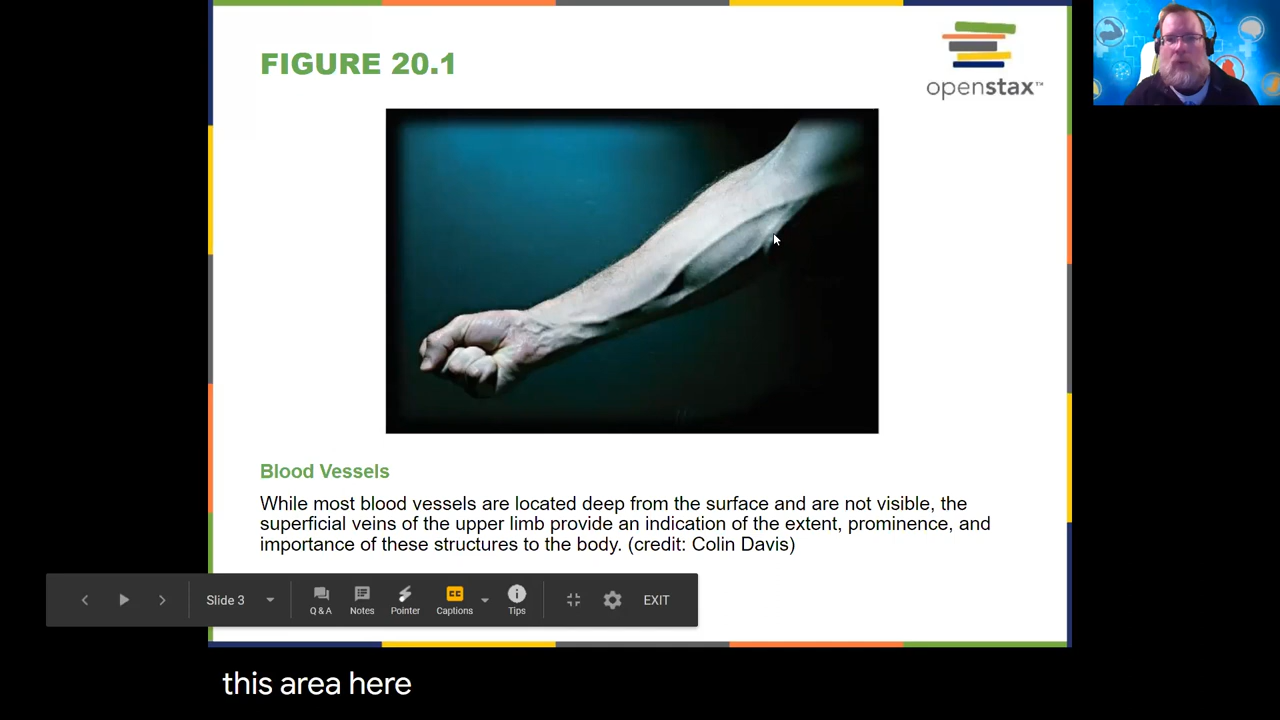 FIGURE 20.1
openstax™
Blood Vessels
While most blood vessels are located deep from the surface and are not visible, the
superficial veins of the upper limb provide an indication of the extent, prominence, and
importance of these structures to the body. (credit: Colin Davis)
Slide 3
Q & A
Notes
Pointer
Captions
Tips
EXIT
CC
this area here